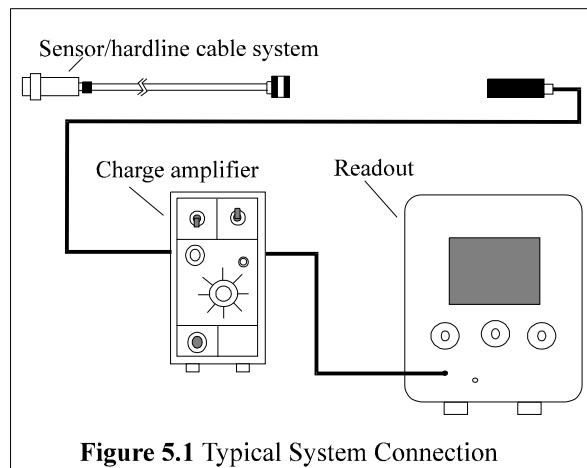 Sensor/hardline cable system
Charge amplifier
Readout
Figure 5.1 Typical System Connection